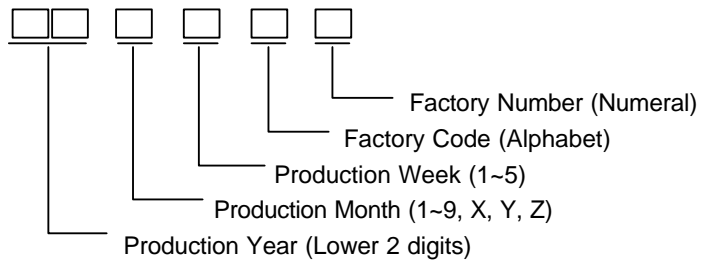 Factory Number (Numeral)
Factory Code (Alphabet)
Production Week (1~5)
Production Month (1~9, X, Y, Z)
Production Year (Lower 2 digits)